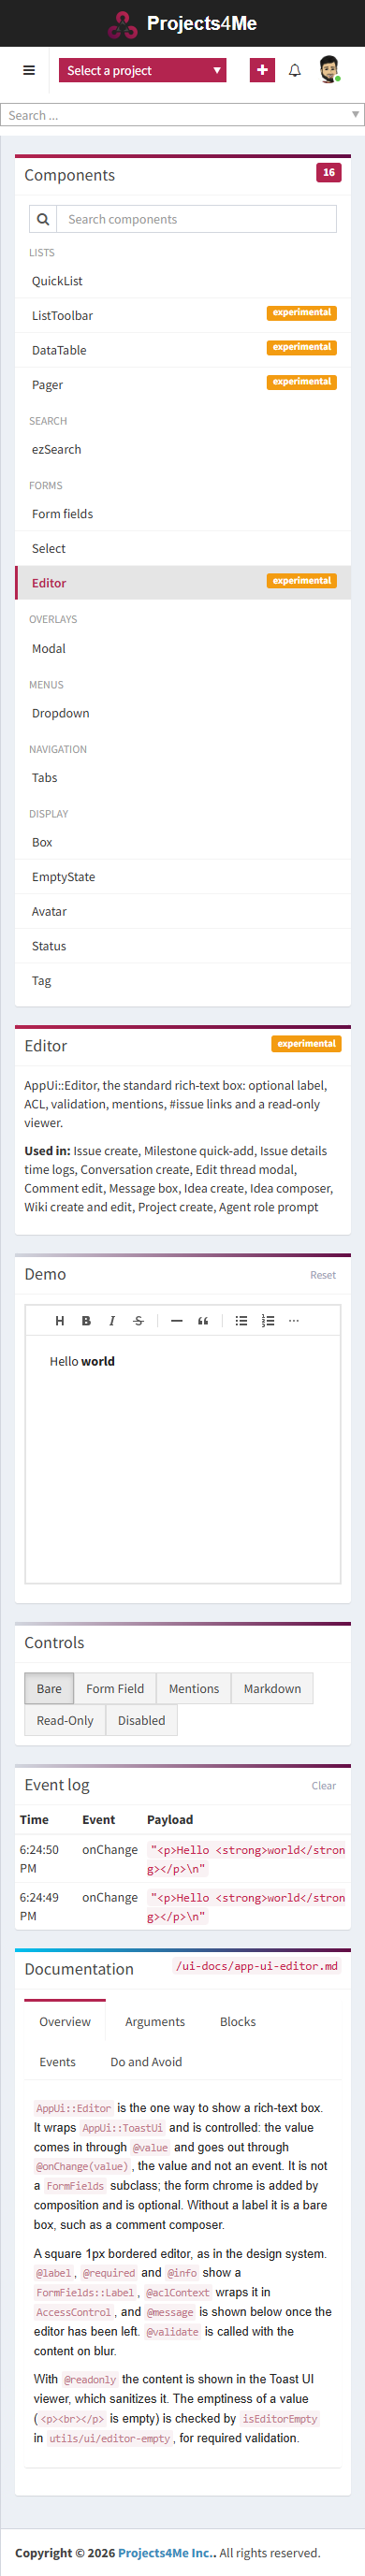 Projects4Me
Select a project
Search ...
Components
16
Search components
LISTS
QuickList
ListToolbar
experimental
DataTable
experimental
Pager
experimental
SEARCH
ezSearch
FORMS
Form fields
Select
Editor
experimental
OVERLAYS
Modal
MENUS
Dropdown
NAVIGATION
Tabs
DISPLAY
Box
EmptyState
Avatar
Status
Tag
Editor
experimental
AppUi::Editor, the standard rich-text box: optional label,
ACL, validation, mentions, #issue links and a read-only
viewer.
Used in: Issue create, Milestone quick-add, Issue details
time logs, Conversation create, Edit thread modal,
Comment edit, Message box, Idea create, Idea composer,
Wiki create and edit, Project create, Agent role prompt
Demo
Reset
H B I S
Hello world
Controls
Bare
Form Field
Mentions
Markdown
Read-Only
Disabled
Event log
Clear
Time Event Payload
6:24:50 onChange "<p>Hello <strong>world</stron
PM g></p>\n"
6:24:49 onChange "<p>Hello <strong>world</stron
PM g></p>\n"
Documentation
/ui-docs/app-ui-editor.md
Overview
Arguments
Blocks
Events
Do and Avoid
AppUi::Editor is the one way to show a rich-text box.
It wraps AppUi::ToastUi and is controlled: the value
comes in through @value and goes out through
@onChange(value), the value and not an event. It is not
a FormFields subclass; the form chrome is added by
composition and is optional. Without a label it is a bare
box, such as a comment composer.
A square 1px bordered editor, as in the design system.
@label, @required and @info show a
FormFields::Label, @aclContext wraps it in
AccessControl, and @message is shown below once the
editor has been left. @validate is called with the
content on blur.
With @readonly the content is shown in the Toast UI
viewer, which sanitizes it. The emptiness of a value
(<p><br></p> is empty) is checked by isEditorEmpty
in utils/ui/editor-empty, for required validation.
Copyright © 2026 Projects4Me Inc.. All rights reserved.